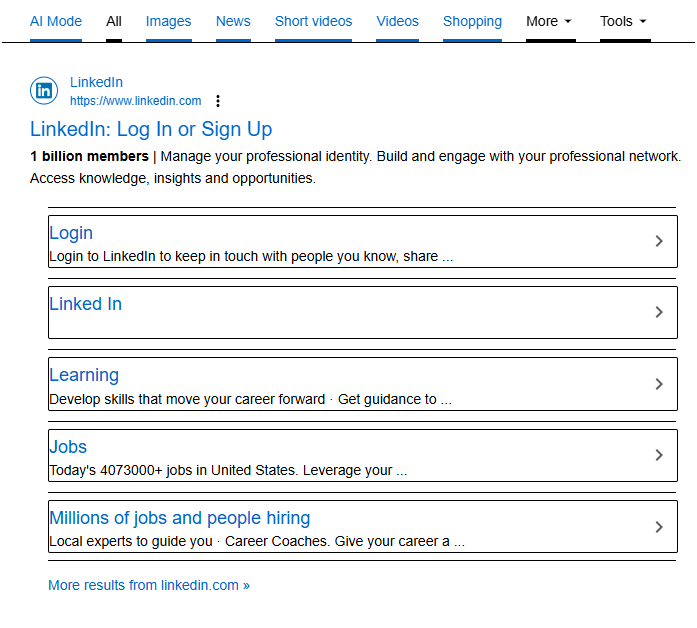 AI Mode All Images News Short videos Videos Shopping More Tools
LinkedIn
https://www.linkedin.com
LinkedIn: Log In or Sign Up
1 billion members | Manage your professional identity. Build and engage with your professional network.
Access knowledge, insights and opportunities.
Login
Login to LinkedIn to keep in touch with people you know, share ...
Linked In
Learning
Develop skills that move your career forward · Get guidance to ...
Jobs
Today's 4073000+ jobs in United States. Leverage your ...
Millions of jobs and people hiring
Local experts to guide you · Career Coaches. Give your career a ...
More results from linkedin.com »